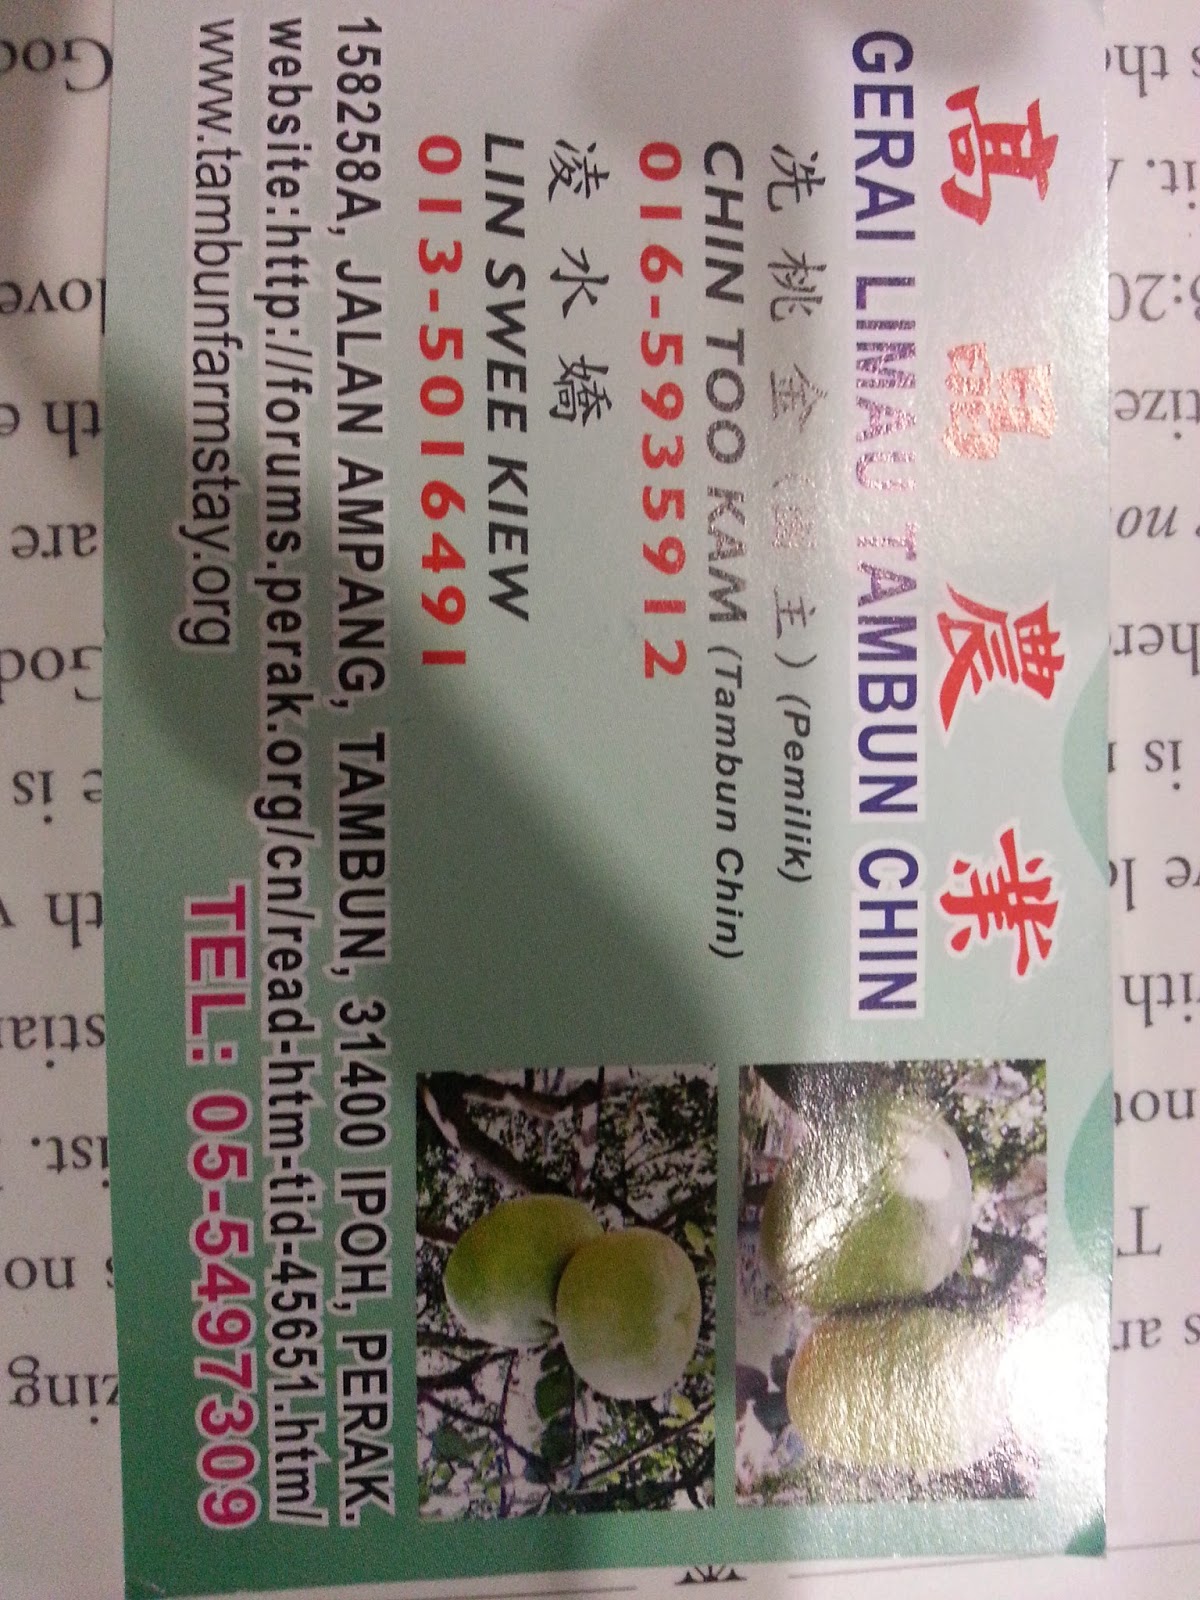 農 業
GERAI LIMAU TAMBUN CHIN
冼 桃 金 ( 園 主 ) (Pemilik)
CHIN TOO KAM (Tambun Chin)
016-5935912
凌 水 嬌
LIN SWEE KIEW
013-5016491
158258A, JALAN AMPANG, TAMBUN, 31400 IPOH, PERAK.
website:http://forums.perak.org/cn/read-htm-tid-45651.html/
www.tambunfarmstay.org TEL: 05-5497309